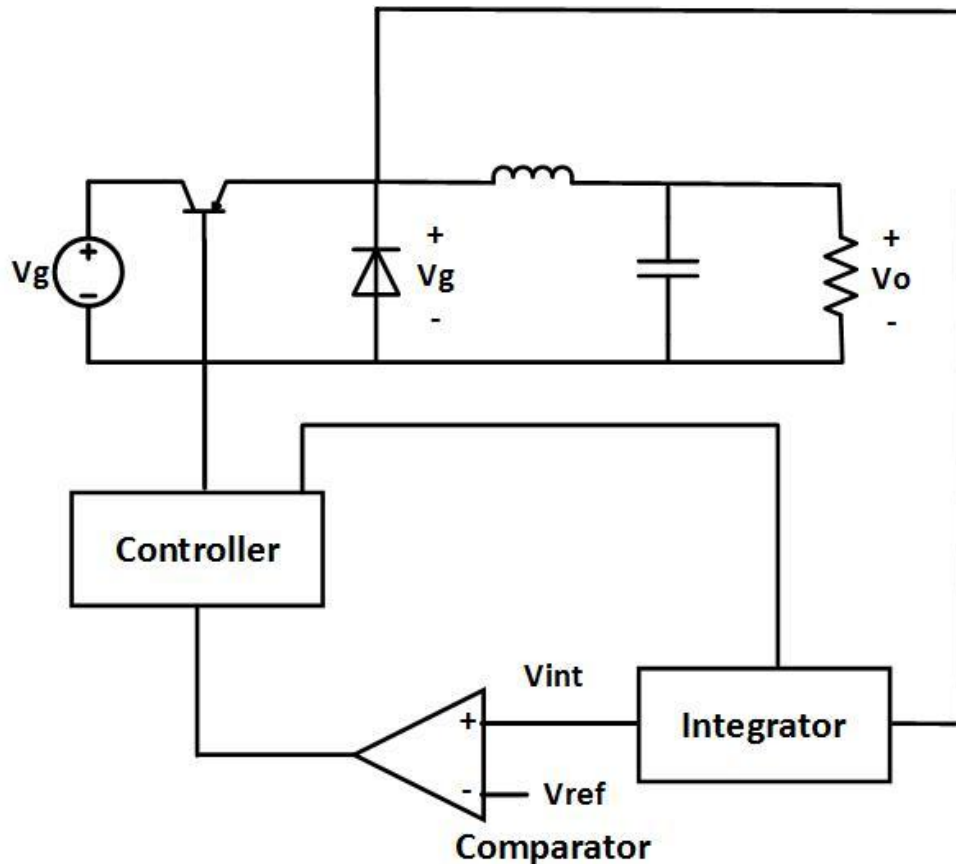 +
Vg
-
+
Vg
-
+
Vo
-
Controller
Vint
+
Integrator
-
Vref
Comparator